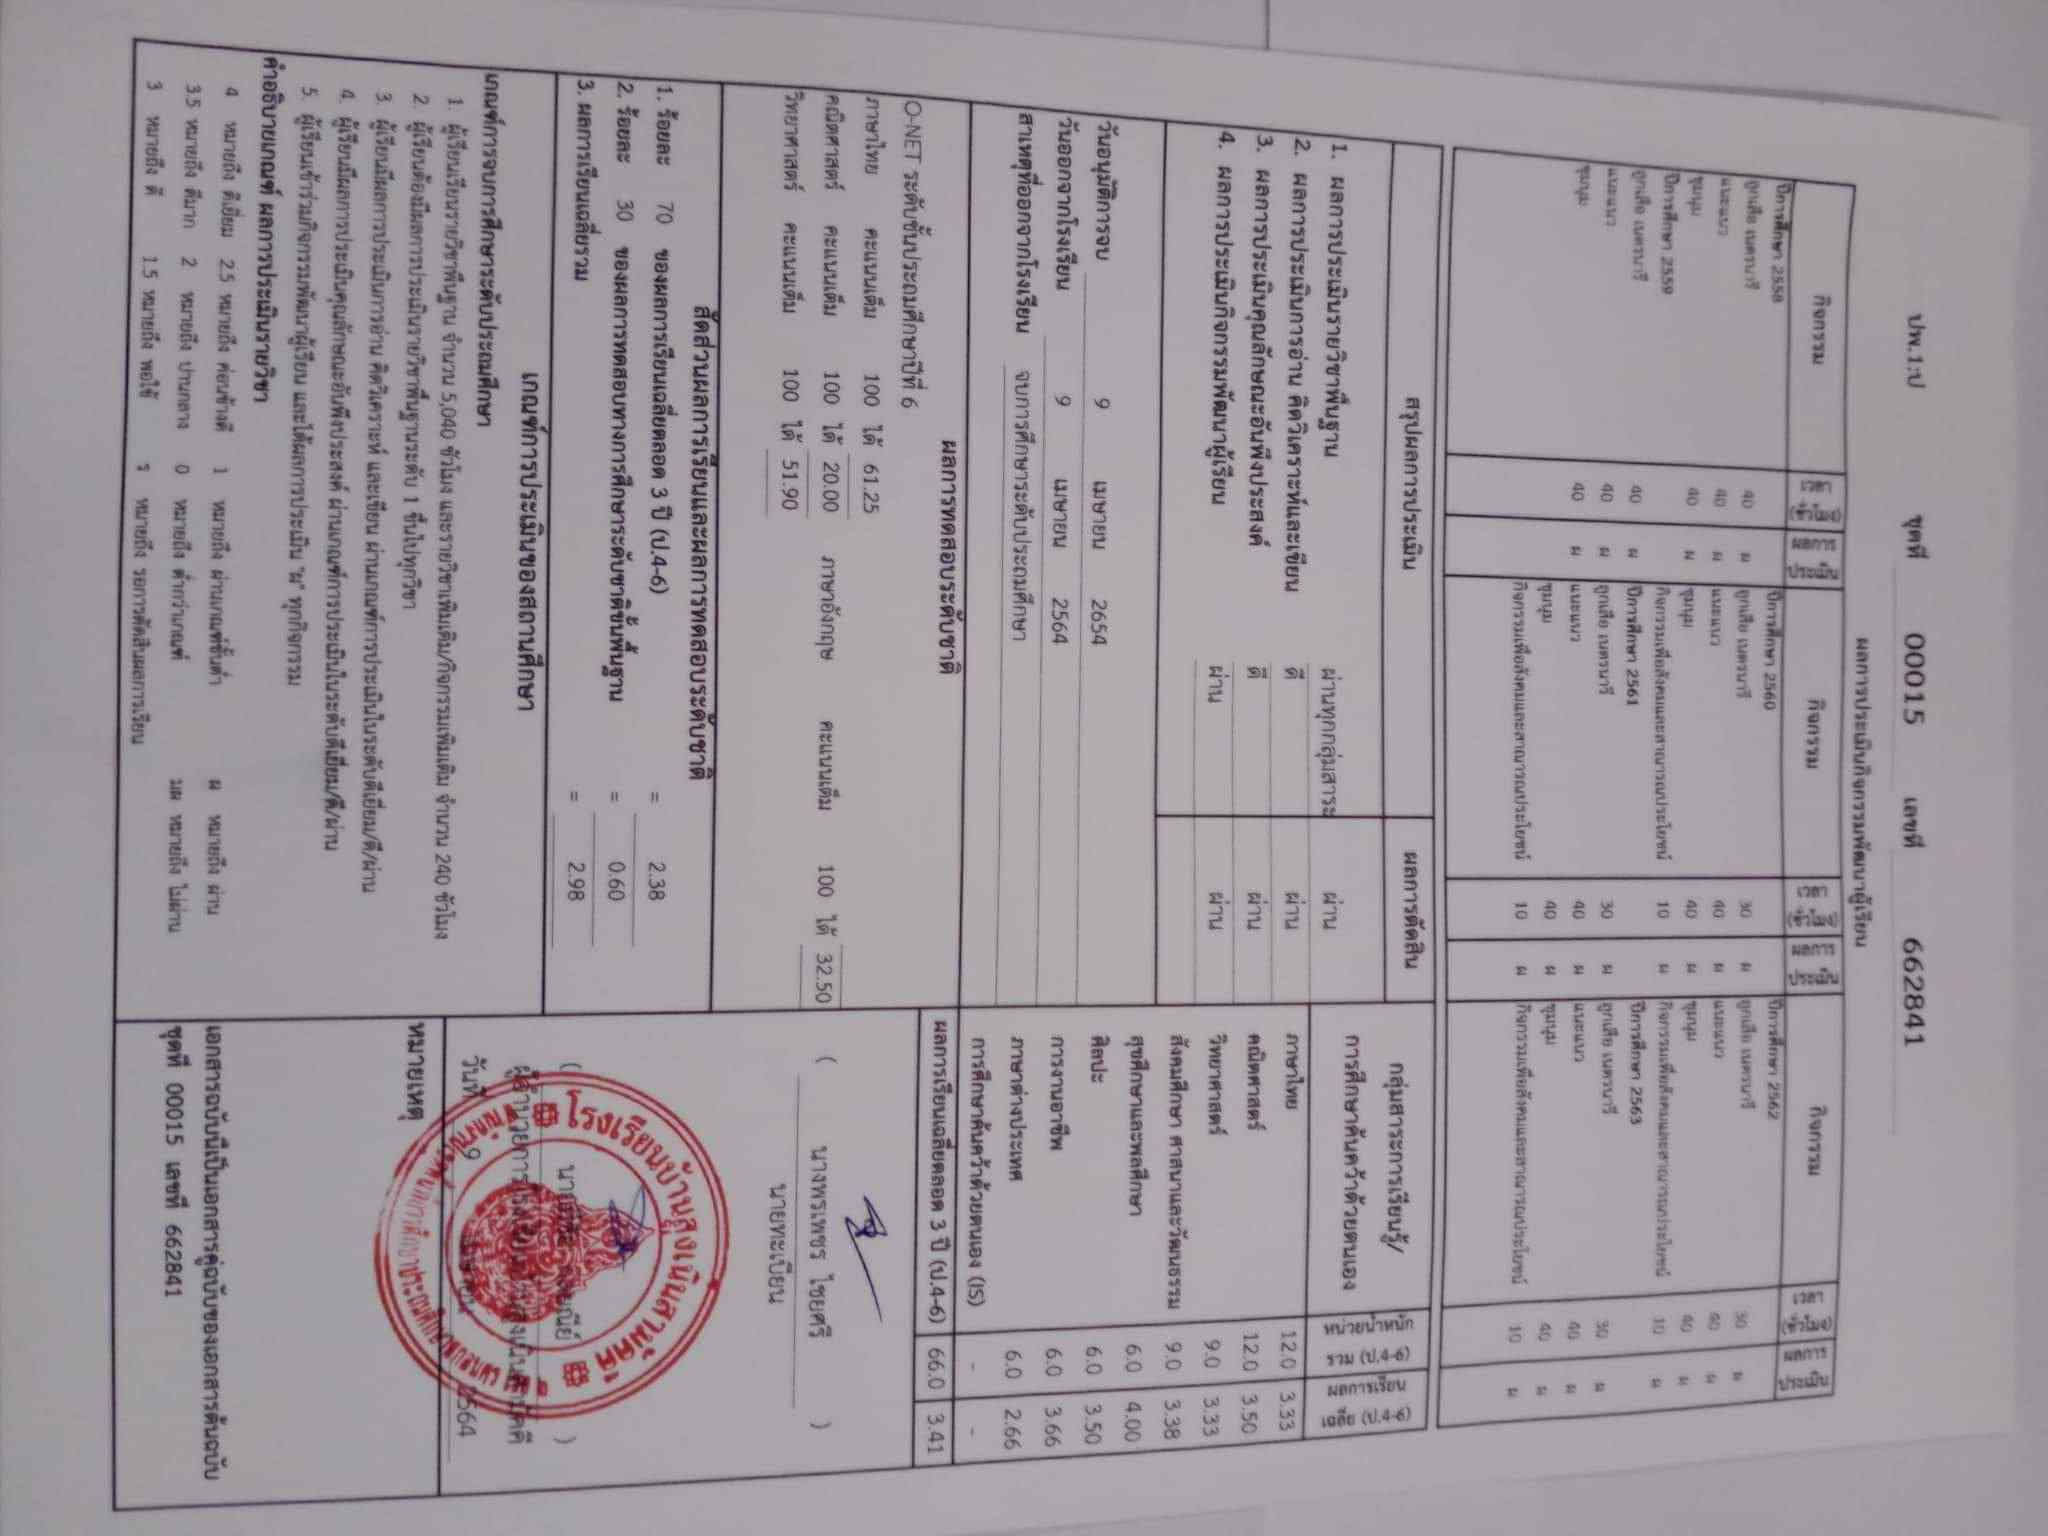 ปพ.1:ป ชุดที่ 00015 เลขที่ 662841
ผลการประเมินกิจกรรมพัฒนาผู้เรียน
กิจกรรม เวลา (ชั่วโมง) ผลการประเมิน กิจกรรม เวลา (ชั่วโมง) ผลการประเมิน กิจกรรม เวลา (ชั่วโมง) ผลการประเมิน
ปีการศึกษา 2558 ปีการศึกษา 2560 ปีการศึกษา 2562
ลูกเสือ เนตรนารี 40 ผ ลูกเสือ เนตรนารี 30 ผ ลูกเสือ เนตรนารี 30 ผ
แนะแนว 40 ผ แนะแนว 40 ผ แนะแนว 40 ผ
ชุมนุม 40 ผ ชุมนุม 40 ผ ชุมนุม 40 ผ
ปีการศึกษา 2559 กิจกรรมเพื่อสังคมและสาณารณประโยชน์ 10 ผ กิจกรรมเพื่อสังคมและสาณารณประโยชน์ 10 ผ
ลูกเสือ เนตรนารี 40 ผ ปีการศึกษา 2561 ปีการศึกษา 2563
แนะแนว 40 ผ ลูกเสือ เนตรนารี 30 ผ ลูกเสือ เนตรนารี 30 ผ
ชุมนุม 40 ผ แนะแนว 40 ผ แนะแนว 40 ผ
ชุมนุม 40 ผ ชุมนุม 40 ผ
กิจกรรมเพื่อสังคมและสาณารณประโยชน์ 10 ผ กิจกรรมเพื่อสังคมและสาณารณประโยชน์ 10 ผ
สรุปผลการประเมิน ผลการตัดสิน
1. ผลการประเมินรายวิชาพื้นฐาน ผ่านทุกกลุ่มสาระ ผ่าน
2. ผลการประเมินการอ่าน คิดวิเคราะห์และเขียน ดี ผ่าน
3. ผลการประเมินคุณลักษณะอันพึงประสงค์ ดี ผ่าน
4. ผลการประเมินกิจกรรมพัฒนาผู้เรียน ผ่าน ผ่าน
วันอนุมัติการจบ 9 เมษายน 2654
วันออกจากโรงเรียน 9 เมษายน 2564
สาเหตุที่ออกจากโรงเรียน จบการศึกษาระดับประถมศึกษา
ผลการทดสอบระดับชาติ
O-NET ระดับชั้นประถมศึกษาปีที่ 6
ภาษาไทย คะแนนเต็ม 100 ได้ 61.25
คณิตศาสตร์ คะแนนเต็ม 100 ได้ 20.00 ภาษาอังกฤษ คะแนนเต็ม 100 ได้ 32.50
วิทยาศาสตร์ คะแนนเต็ม 100 ได้ 51.90
สัดส่วนผลการเรียนและผลการทดสอบระดับชาติ
1. ร้อยละ 70 ของผลการเรียนเฉลี่ยตลอด 3 ปี (ป.4-6) = 2.38
2. ร้อยละ 30 ของผลการทดสอบทางการศึกษาระดับชาติขั้นพื้นฐาน = 0.60
3. ผลการเรียนเฉลี่ยรวม = 2.98
เกณฑ์การประเมินของสถานศึกษา
เกณฑ์การจบการศึกษาระดับประถมศึกษา
1. ผู้เรียนเรียนรายวิชาพื้นฐาน จำนวน 5,040 ชั่วโมง และรายวิชาเพิ่มเติม/กิจกรรมเพิ่มเติม จำนวน 240 ชั่วโมง
2. ผู้เรียนต้องมีผลการประเมินรายวิชาพื้นฐานระดับ 1 ขึ้นไปทุกวิชา
3. ผู้เรียนมีผลการประเมินการอ่าน คิดวิเคราะห์ และเขียน ผ่านเกณฑ์การประเมินในระดับดีเยี่ยม/ดี/ผ่าน
4. ผู้เรียนมีผลการประเมินคุณลักษณะอันพึงประสงค์ ผ่านเกณฑ์การประเมินในระดับดีเยี่ยม/ดี/ผ่าน
5. ผู้เรียนเข้าร่วมกิจกรรมพัฒนาผู้เรียน และได้ผลการประเมิน "ผ" ทุกกิจกรรม
คำอธิบายเกณฑ์ ผลการประเมินรายวิชา
4 หมายถึง ดีเยี่ยม 2.5 หมายถึง ค่อนข้างดี 1 หมายถึง ผ่านเกณฑ์ขั้นต่ำ ผ หมายถึง ผ่าน
3.5 หมายถึง ดีมาก 2 หมายถึง ปานกลาง 0 หมายถึง ต่ำกว่าเกณฑ์ มผ หมายถึง ไม่ผ่าน
3 หมายถึง ดี 1.5 หมายถึง พอใช้ ร หมายถึง รอการตัดสินผลการเรียน
กลุ่มสาระการเรียนรู้/ การศึกษาค้นคว้าด้วยตนเอง หน่วยน้ำหนัก รวม (ป.4-6) ผลการเรียน เฉลี่ย (ป.4-6)
ภาษาไทย 12.0 3.33
คณิตศาสตร์ 12.0 3.50
วิทยาศาสตร์ 9.0 3.33
สังคมศึกษา ศาสนาและวัฒนธรรม 9.0 3.38
สุขศึกษาและพลศึกษา 6.0 4.00
ศิลปะ 6.0 3.50
การงานอาชีพ 6.0 3.66
ภาษาต่างประเทศ 6.0 2.66
การศึกษาค้นคว้าด้วยตนเอง (IS) - -
ผลการเรียนเฉลี่ยตลอด 3 ปี (ป.4-6) 66.0 3.41
( นางพรเพชร ไชยศรี )
นายทะเบียน
ผู้อำนวยการโรงเรียน
วันที่ 9 2564
โรงเรียนบ้านสูงเนินสามัคคี
หมายเหตุ
เอกสารฉบับนี้เป็นเอกสารคู่ฉบับของเอกสารต้นฉบับ
ชุดที่ 00015 เลขที่ 662841